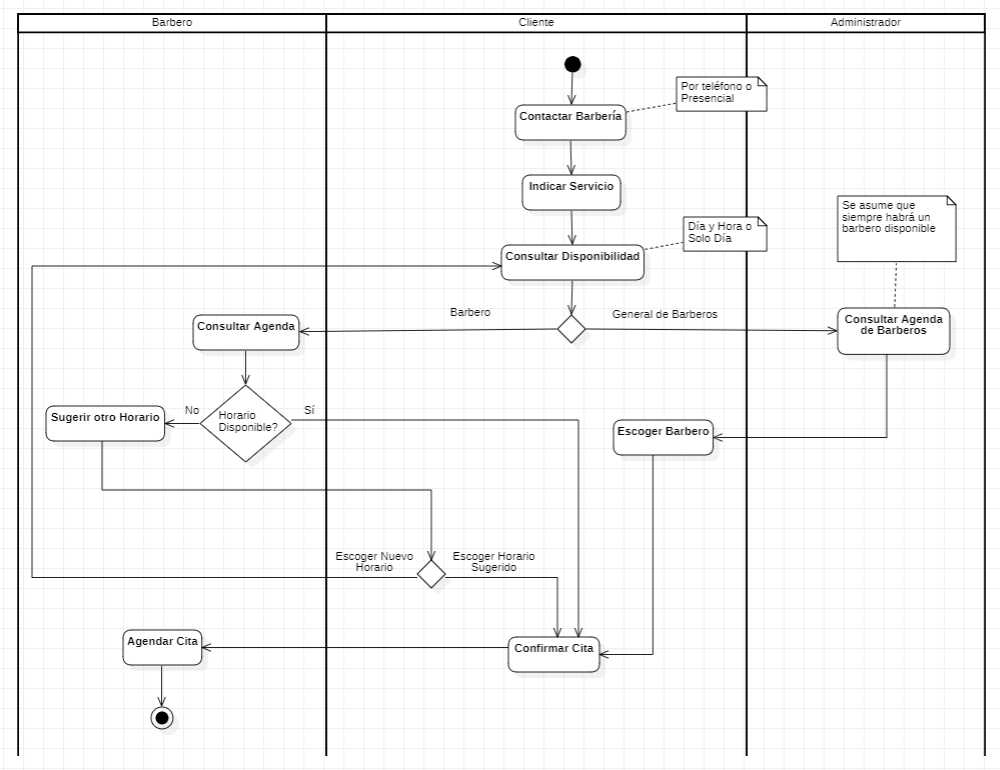 Barbero
Cliente
Administrador
Por teléfono o
Presencial
Contactar Barbería
Indicar Servicio
Se asume que
siempre habrá un
barbero disponible
Día y Hora o
Solo Día
Consultar Disponibilidad
Barbero
General de Barberos
Consultar Agenda
Consultar Agenda
de Barberos
No
Sí
Sugerir otro Horario
Horario
Disponible?
Escoger Barbero
Escoger Nuevo
Horario
Escoger Horario
Sugerido
Agendar Cita
Confirmar Cita